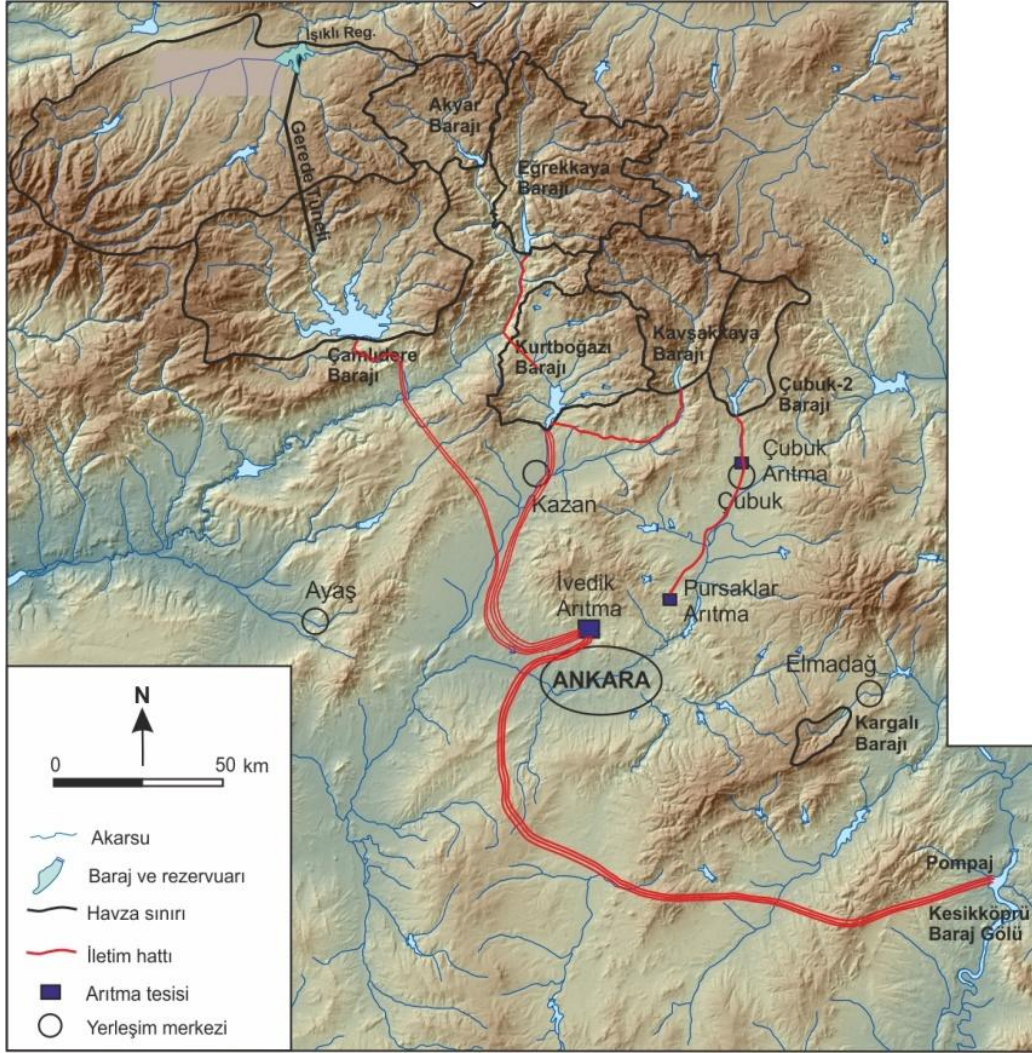 Işıklı Reg.
Akyar
Barajı
Gerede Tüneli
Eğrekkaya
Barajı
Çamlıdere
Barajı
Kurtboğazı
Barajı
Kavşakkaya
Barajı
Çubuk-2
Barajı
Çubuk
Arıtma
Çubuk
Kazan
Ayaş
İvedik
Arıtma
Pursaklar
Arıtma
ANKARA
Elmadağ
Kargalı
Barajı
Pompaj
Kesikköprü
Baraj Gölü
N
0 50 km
Akarsu
Baraj ve rezervuarı
Havza sınırı
İletim hattı
Arıtma tesisi
Yerleşim merkezi